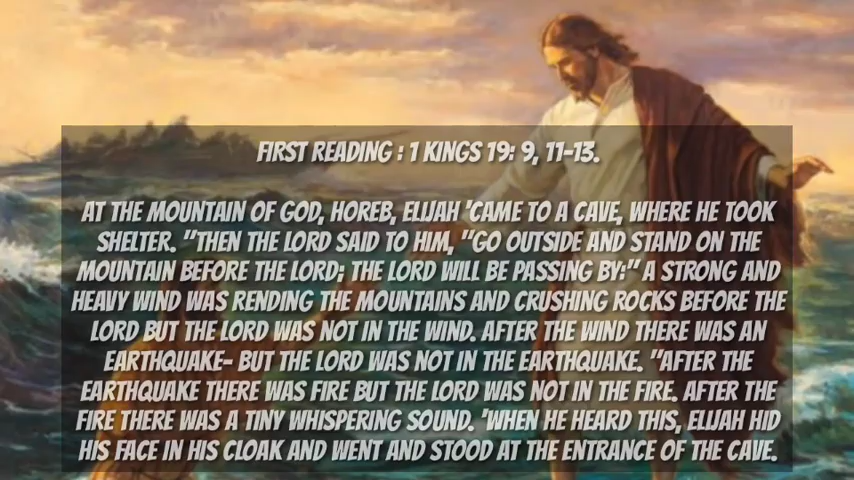 FIRST READING : 1 KINGS 19: 9, 11-13.
AT THE MOUNTAIN OF GOD, HOREB, ELIJAH 'CAME TO A CAVE, WHERE HE TOOK
SHELTER. "THEN THE LORD SAID TO HIM, "GO OUTSIDE AND STAND ON THE
MOUNTAIN BEFORE THE LORD; THE LORD WILL BE PASSING BY:" A STRONG AND
HEAVY WIND WAS RENDING THE MOUNTAINS AND CRUSHING ROCKS BEFORE THE
LORD BUT THE LORD WAS NOT IN THE WIND. AFTER THE WIND THERE WAS AN
EARTHQUAKE- BUT THE LORD WAS NOT IN THE EARTHQUAKE. "AFTER THE
EARTHQUAKE THERE WAS FIRE BUT THE LORD WAS NOT IN THE FIRE. AFTER THE
FIRE THERE WAS A TINY WHISPERING SOUND. 'WHEN HE HEARD THIS, ELIJAH HID
HIS FACE IN HIS CLOAK AND WENT AND STOOD AT THE ENTRANCE OF THE CAVE.